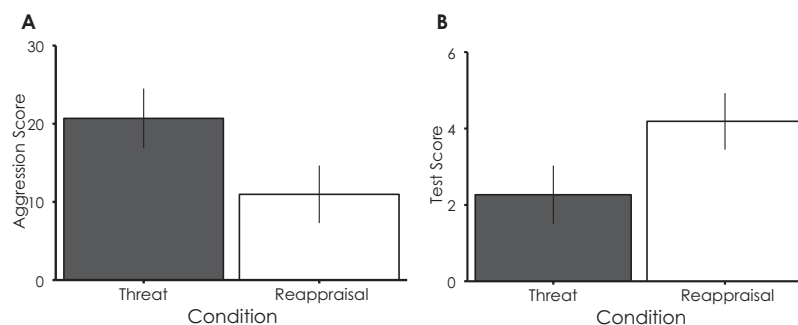 A
30
20
10
0
Aggression Score
Threat
Reappraisal
Condition
B
6
4
2
0
Test Score
Threat
Reappraisal
Condition